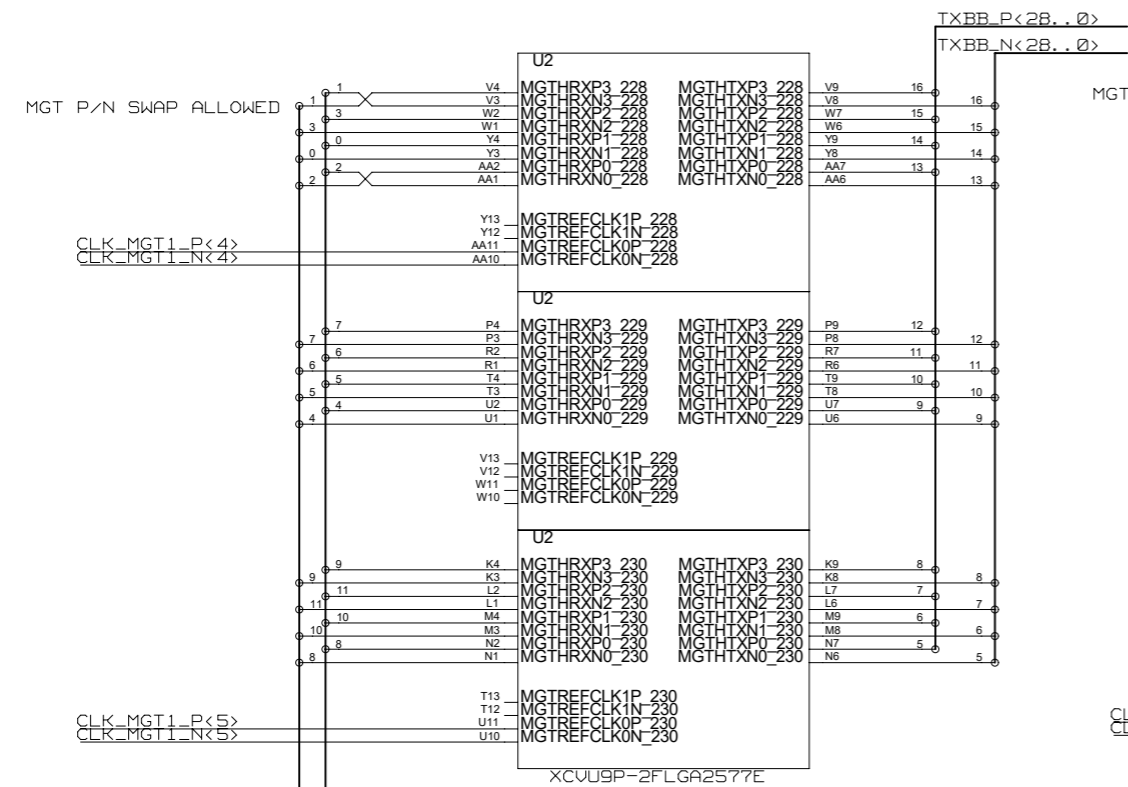 TXBB_P<28..0>
TXBB_N<28..0>
MGT P/N SWAP ALLOWED
MGT
U2
1 V4 MGTHRXP3_228 MGTHTXP3_228 V9 16
1 V3 MGTHRXN3_228 MGTHTXN3_228 V8 16
3 W2 MGTHRXP2_228 MGTHTXP2_228 W7 15
3 W1 MGTHRXN2_228 MGTHTXN2_228 W6 15
0 Y4 MGTHRXP1_228 MGTHTXP1_228 Y9 14
0 Y3 MGTHRXN1_228 MGTHTXN1_228 Y8 14
2 AA2 MGTHRXP0_228 MGTHTXP0_228 AA7 13
2 AA1 MGTHRXN0_228 MGTHTXN0_228 AA6 13
Y13 MGTREFCLK1P_228
Y12 MGTREFCLK1N_228
CLK_MGT1_P<4> AA11 MGTREFCLK0P_228
CLK_MGT1_N<4> AA10 MGTREFCLK0N_228
U2
7 P4 MGTHRXP3_229 MGTHTXP3_229 P9 12
7 P3 MGTHRXN3_229 MGTHTXN3_229 P8 12
6 R2 MGTHRXP2_229 MGTHTXP2_229 R7 11
6 R1 MGTHRXN2_229 MGTHTXN2_229 R6 11
5 T4 MGTHRXP1_229 MGTHTXP1_229 T9 10
5 T3 MGTHRXN1_229 MGTHTXN1_229 T8 10
4 U2 MGTHRXP0_229 MGTHTXP0_229 U7 9
4 U1 MGTHRXN0_229 MGTHTXN0_229 U6 9
V13 MGTREFCLK1P_229
V12 MGTREFCLK1N_229
W11 MGTREFCLK0P_229
W10 MGTREFCLK0N_229
U2
9 K4 MGTHRXP3_230 MGTHTXP3_230 K9 8
9 K3 MGTHRXN3_230 MGTHTXN3_230 K8 8
11 L2 MGTHRXP2_230 MGTHTXP2_230 L7 7
11 L1 MGTHRXN2_230 MGTHTXN2_230 L6 7
10 M4 MGTHRXP1_230 MGTHTXP1_230 M9 6
10 M3 MGTHRXN1_230 MGTHTXN1_230 M8 6
8 N2 MGTHRXP0_230 MGTHTXP0_230 N7 5
8 N1 MGTHRXN0_230 MGTHTXN0_230 N6 5
T13 MGTREFCLK1P_230
T12 MGTREFCLK1N_230
CLK_MGT1_P<5> U11 MGTREFCLK0P_230 CL
CLK_MGT1_N<5> U10 MGTREFCLK0N_230 CL
XCVU9P-2FLGA2577E